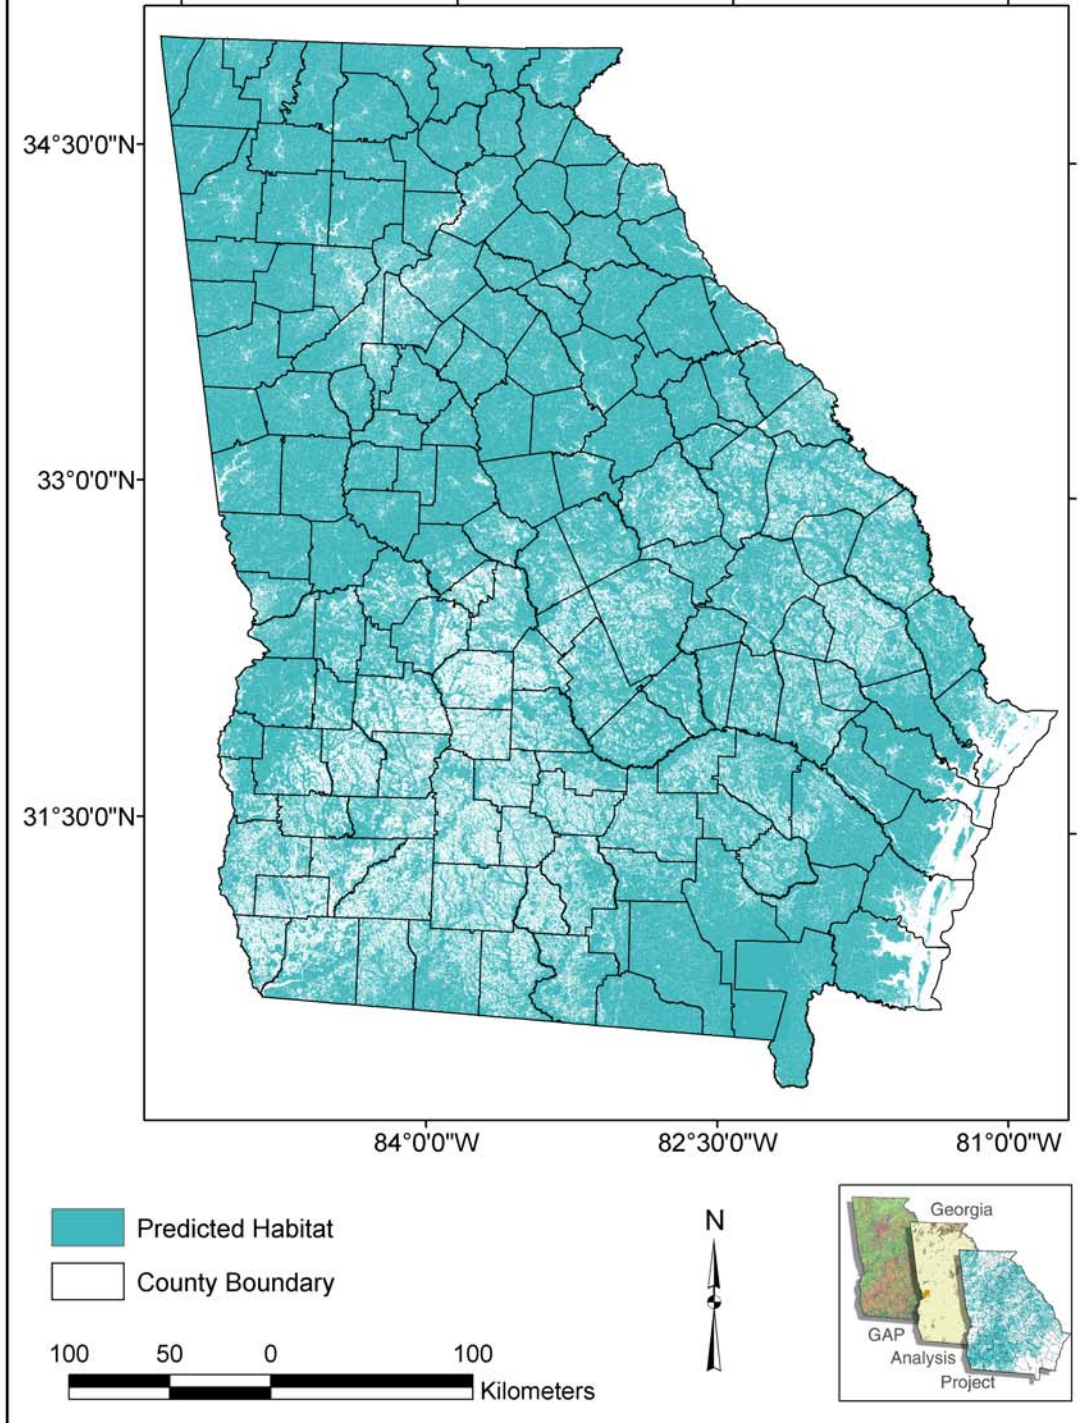 34°30'0"N
33°0'0"N
31°30'0"N
84°0'0"W
82°30'0"W
81°0'0"W
Predicted Habitat
County Boundary
100 50 0 100
Kilometers
N
Georgia
GAP
Analysis
Project